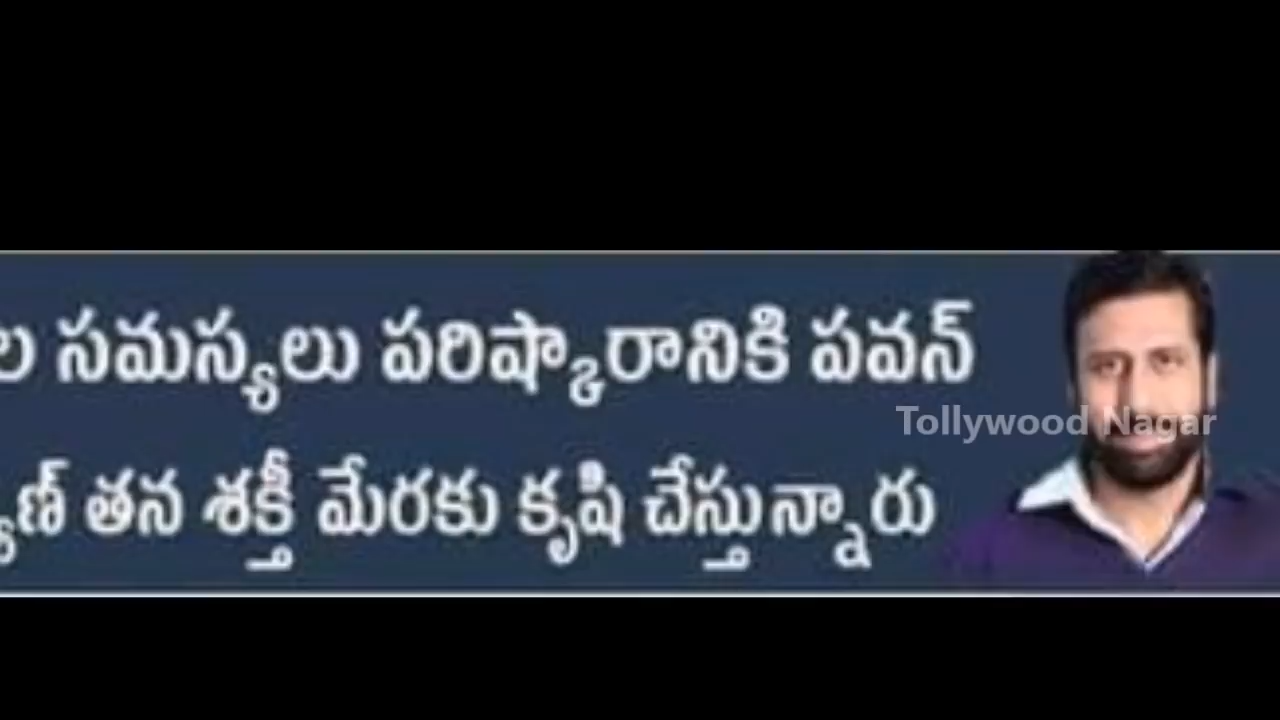 ల సమస్యలు పరిష్కారానికి పవన్
తన శక్తీ మేరకు కృషి చేస్తున్నారు
Tollywood Nagar